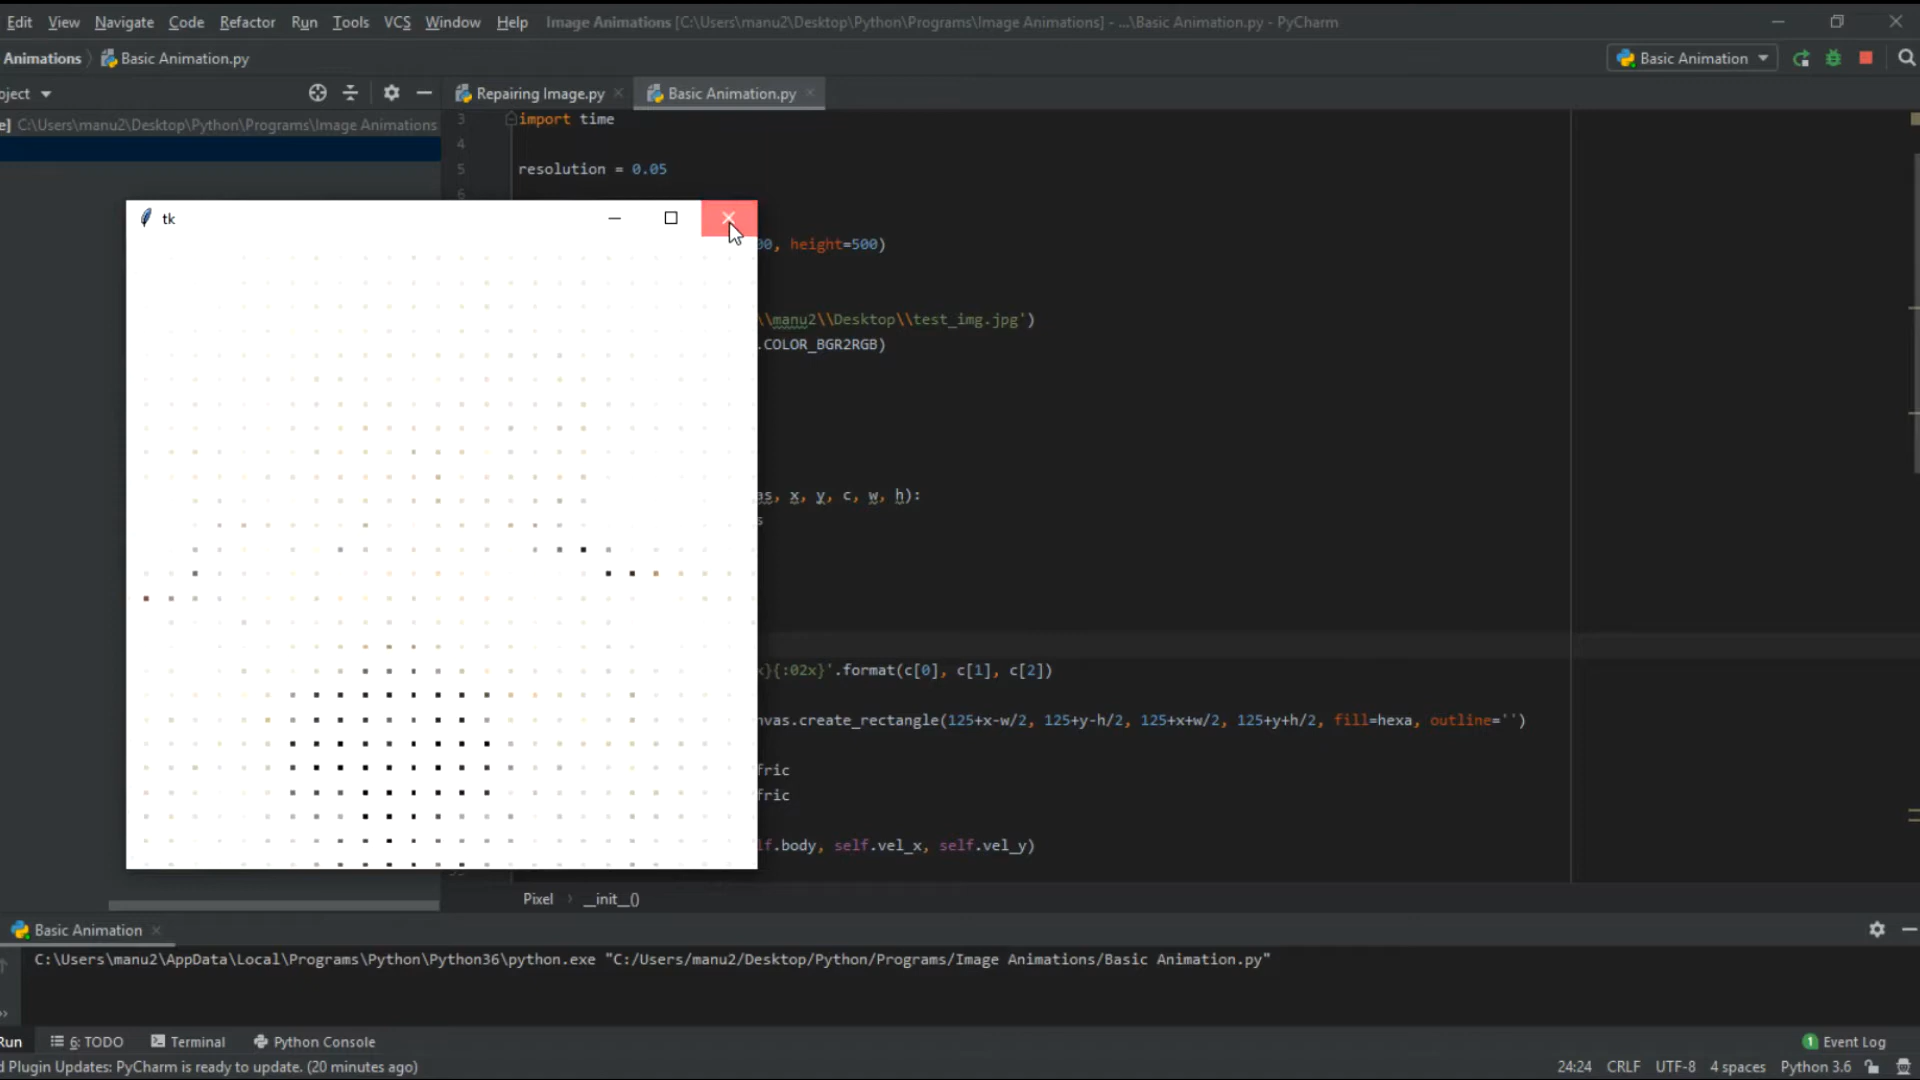 Edit View Navigate Code Refactor Run Tools VCS Window Help Image Animations [C:\Users\manu2\Desktop\Python\Programs\Image Animations] - ...\Basic Animation.py - PyCharm
Animations Basic Animation.py Basic Animation
oject Repairing Image.py Basic Animation.py
e] C:\Users\manu2\Desktop\Python\Programs\Image Animations
3 import time
4
5 resolution = 0.05
6
tk
00, height=500)
\\manu2\\Desktop\\test_img.jpg')
.COLOR_BGR2RGB)
as, x, y, c, w, h):
s
x}{:02x}'.format(c[0], c[1], c[2])
nvas.create_rectangle(125+x-w/2, 125+y-h/2, 125+x+w/2, 125+y+h/2, fill=hexa, outline='')
fric
fric
lf.body, self.vel_x, self.vel_y)
Pixel › __init__()
Basic Animation
C:\Users\manu2\AppData\Local\Programs\Python\Python36\python.exe "C:/Users/manu2/Desktop/Python/Programs/Image Animations/Basic Animation.py"
Run 6: TODO Terminal Python Console 1 Event Log
d Plugin Updates: PyCharm is ready to update. (20 minutes ago) 24:24 CRLF UTF-8 4 spaces Python 3.6